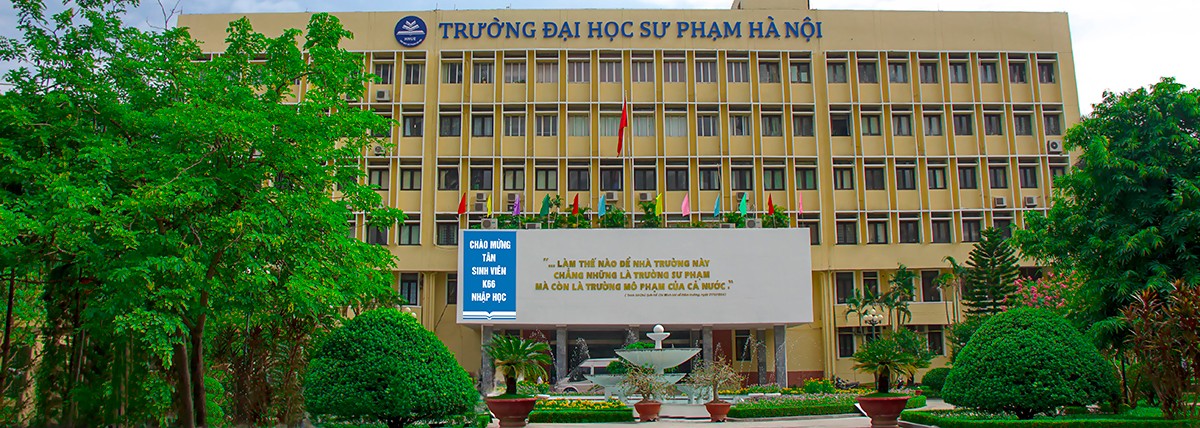 TRƯỜNG ĐẠI HỌC SƯ PHẠM HÀ NỘI
CHÀO MỪNG
TÂN
SINH VIÊN
K66
NHẬP HỌC
"... LÀM THẾ NÀO ĐỂ NHÀ TRƯỜNG NÀY
CHẲNG NHỮNG LÀ TRƯỜNG SƯ PHẠM
MÀ CÒN LÀ TRƯỜNG MÔ PHẠM CỦA CẢ NƯỚC."